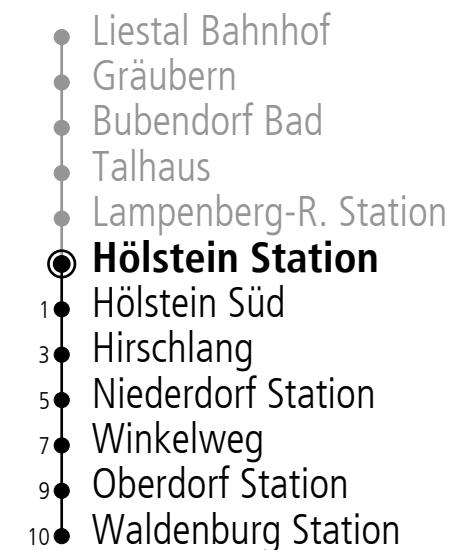 Liestal Bahnhof
Gräubern
Bubendorf Bad
Talhaus
Lampenberg-R. Station
Hölstein Station
1 Hölstein Süd
3 Hirschlang
5 Niederdorf Station
7 Winkelweg
9 Oberdorf Station
10 Waldenburg Station